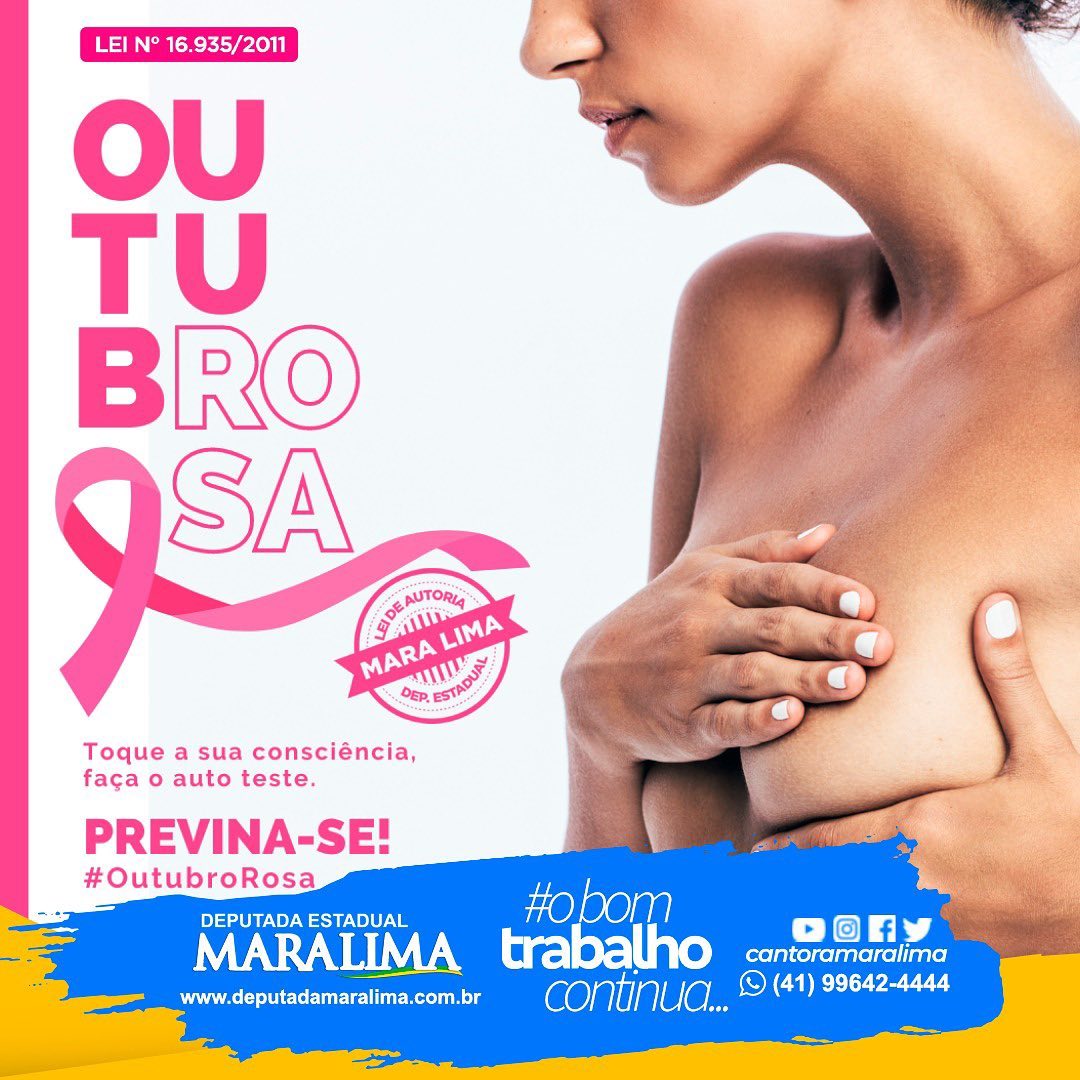 LEI Nº 16.935/2011
OU
TU
BRO
SA
LEI DE AUTORIA
MARA LIMA
DEP. ESTADUAL
Toque a sua consciência,
faça o auto teste.
PREVINA-SE!
#OutubroRosa
DEPUTADA ESTADUAL
MARALIMA
www.deputadamaralima.com.br
#o bom
trabalho
continua...
cantoramaralima
(41) 99642-4444